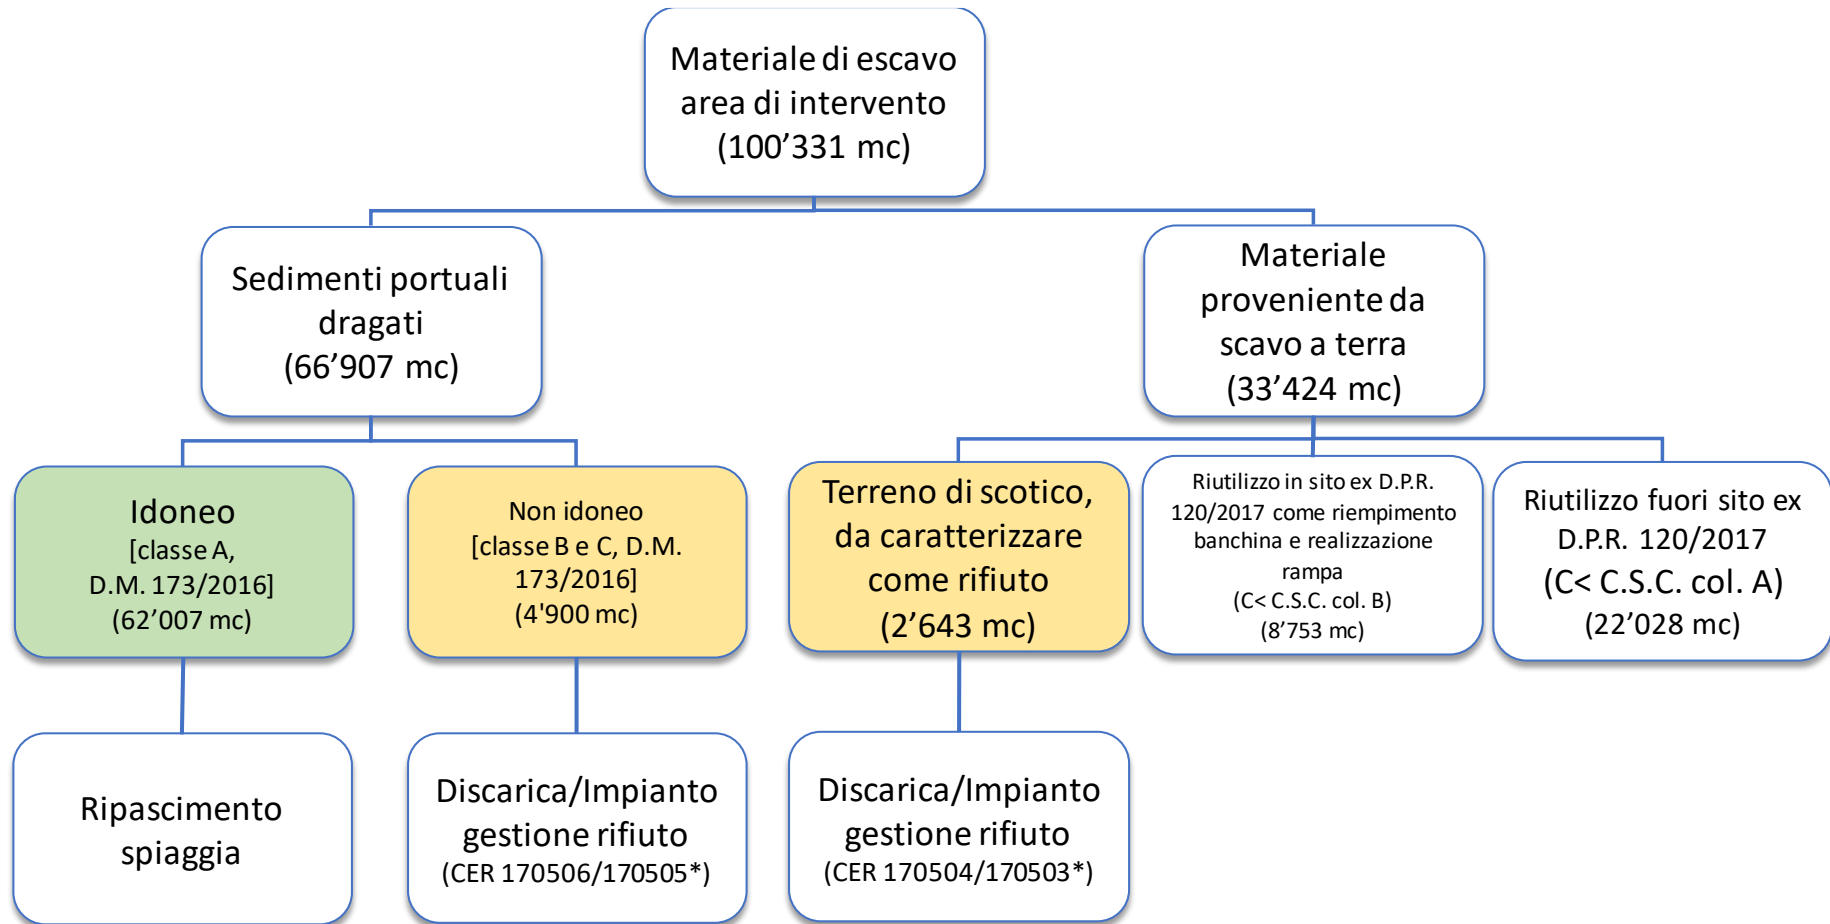 Materiale di escavo
area di intervento
(100’331 mc)
Sedimenti portuali
dragati
(66’907 mc)
Materiale
proveniente da
scavo a terra
(33’424 mc)
Idoneo
[classe A,
D.M. 173/2016]
(62’007 mc)
Non idoneo
[classe B e C, D.M.
173/2016]
(4'900 mc)
Terreno di scotico,
da caratterizzare
come rifiuto
(2’643 mc)
Riutilizzo in sito ex D.P.R.
120/2017 come riempimento
banchina e realizzazione
rampa
(C< C.S.C. col. B)
(8’753 mc)
Riutilizzo fuori sito ex
D.P.R. 120/2017
(C< C.S.C. col. A)
(22’028 mc)
Ripascimento
spiaggia
Discarica/Impianto
gestione rifiuto
(CER 170506/170505*)
Discarica/Impianto
gestione rifiuto
(CER 170504/170503*)